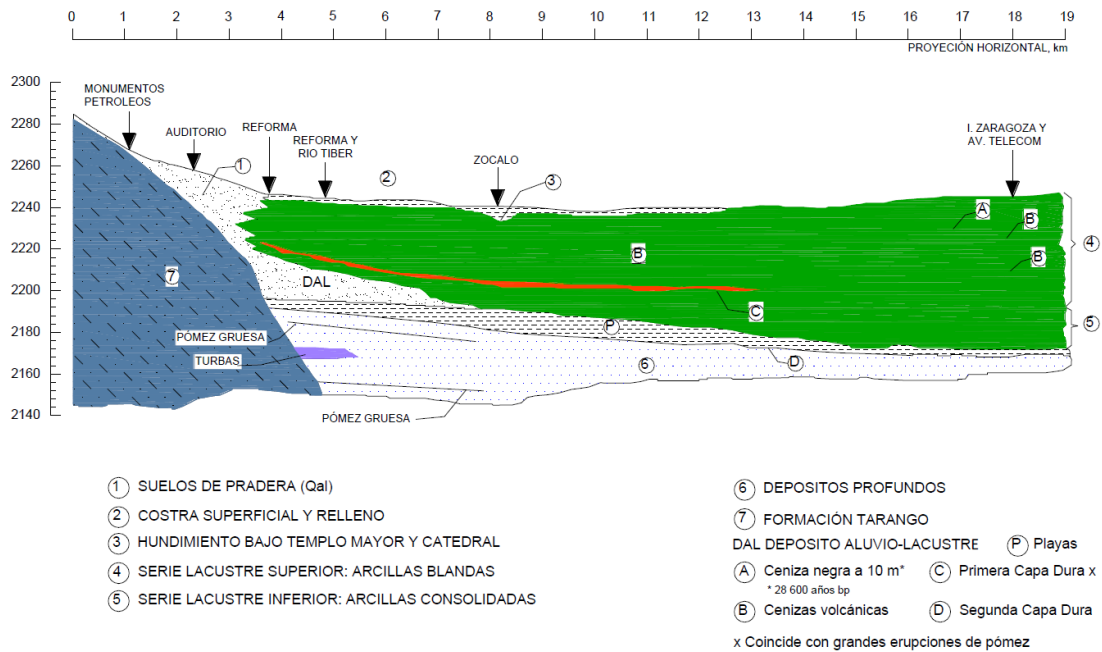 0 1 2 3 4 5 6 7 8 9 10 11 12 13 14 15 16 17 18 19
PROYECIÓN HORIZONTAL, km
2300
2280
2260
2240
2220
2200
2180
2160
2140
MONUMENTOS
PETROLEOS
AUDITORIO
REFORMA
REFORMA Y
RIO TIBER
ZOCALO
I. ZARAGOZA Y
AV. TELECOM
1
2
3
A
B
B
B
4
7
DAL
C
5
P
PÓMEZ GRUESA
TURBAS
D
6
PÓMEZ GRUESA
1 SUELOS DE PRADERA (Qal)
2 COSTRA SUPERFICIAL Y RELLENO
3 HUNDIMIENTO BAJO TEMPLO MAYOR Y CATEDRAL
4 SERIE LACUSTRE SUPERIOR: ARCILLAS BLANDAS
5 SERIE LACUSTRE INFERIOR: ARCILLAS CONSOLIDADAS
6 DEPOSITOS PROFUNDOS
7 FORMACIÓN TARANGO
DAL DEPOSITO ALUVIO-LACUSTRE P Playas
A Ceniza negra a 10 m* C Primera Capa Dura x
* 28 600 años bp
B Cenizas volcánicas D Segunda Capa Dura
x Coincide con grandes erupciones de pómez